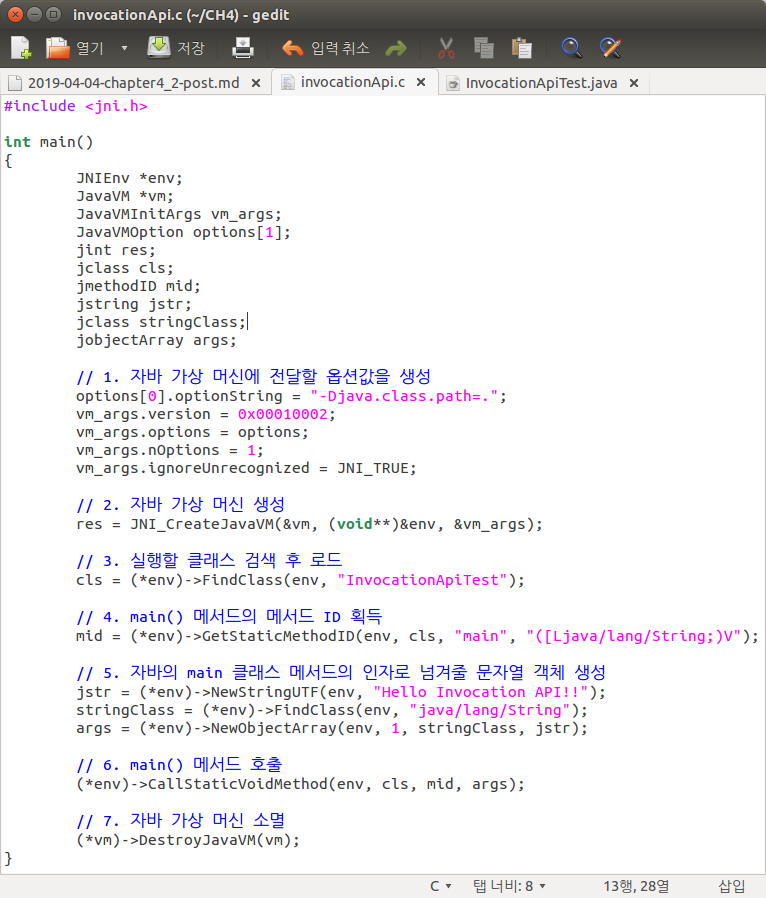 invocationApi.c (~/CH4) - gedit
열기 저장 입력 취소
2019-04-04-chapter4_2-post.md × invocationApi.c × InvocationApiTest.java ×
#include <jni.h>

int main()
{
        JNIEnv *env;
        JavaVM *vm;
        JavaVMInitArgs vm_args;
        JavaVMOption options[1];
        jint res;
        jclass cls;
        jmethodID mid;
        jstring jstr;
        jclass stringClass;
        jobjectArray args;

        // 1. 자바 가상 머신에 전달할 옵션값을 생성
        options[0].optionString = "-Djava.class.path=.";
        vm_args.version = 0x00010002;
        vm_args.options = options;
        vm_args.nOptions = 1;
        vm_args.ignoreUnrecognized = JNI_TRUE;

        // 2. 자바 가상 머신 생성
        res = JNI_CreateJavaVM(&vm, (void**)&env, &vm_args);

        // 3. 실행할 클래스 검색 후 로드
        cls = (*env)->FindClass(env, "InvocationApiTest");

        // 4. main() 메서드의 메서드 ID 획득
        mid = (*env)->GetStaticMethodID(env, cls, "main", "([Ljava/lang/String;)V");

        // 5. 자바의 main 클래스 메서드의 인자로 넘겨줄 문자열 객체 생성
        jstr = (*env)->NewStringUTF(env, "Hello Invocation API!!");
        stringClass = (*env)->FindClass(env, "java/lang/String");
        args = (*env)->NewObjectArray(env, 1, stringClass, jstr);

        // 6. main() 메서드 호출
        (*env)->CallStaticVoidMethod(env, cls, mid, args);

        // 7. 자바 가상 머신 소멸
        (*vm)->DestroyJavaVM(vm);
}
C 탭 너비: 8 13행, 28열 삽입